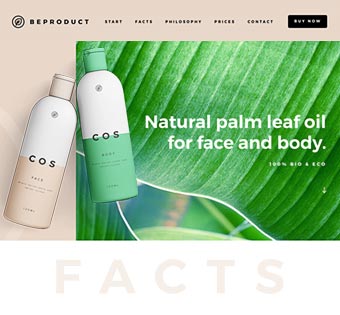 BEPRODUCT
START FACTS PHILOSOPHY PRICES CONTACT BUY NOW
Natural palm leaf oil
for face and body.
100% BIO & ECO
COS
BODY
COS
FACE
FACTS